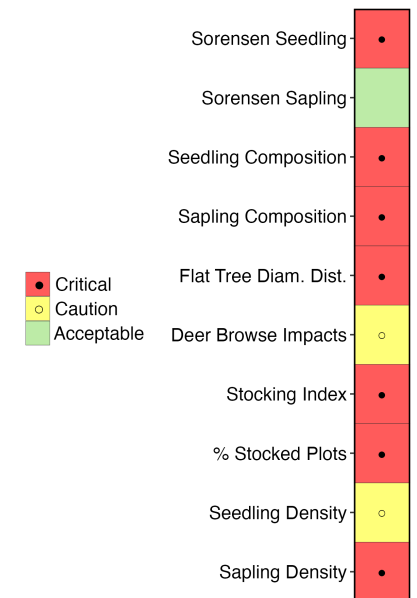 Sorensen Seedling
Sorensen Sapling
Seedling Composition
Sapling Composition
Flat Tree Diam. Dist.
Deer Browse Impacts
Stocking Index
% Stocked Plots
Seedling Density
Sapling Density
Critical
Caution
Acceptable